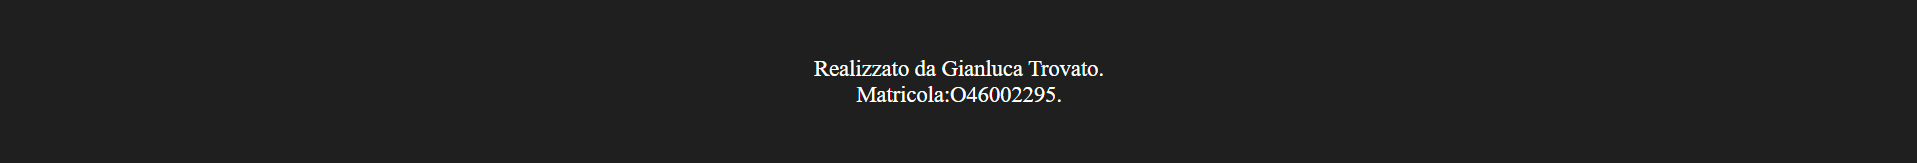 Realizzato da Gianluca Trovato.
Matricola:O46002295.